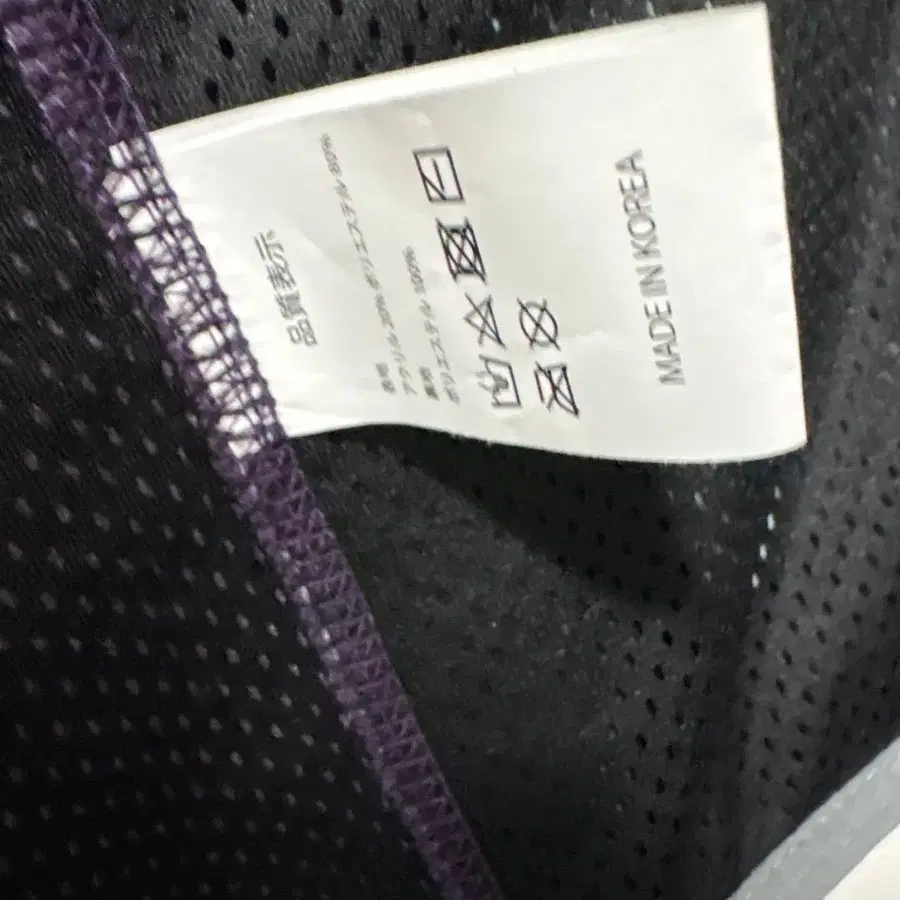 品質表示
表地
アクリル 20% ポリエステル 80%
裏地
ポリエステル 100%
MADE IN KOREA